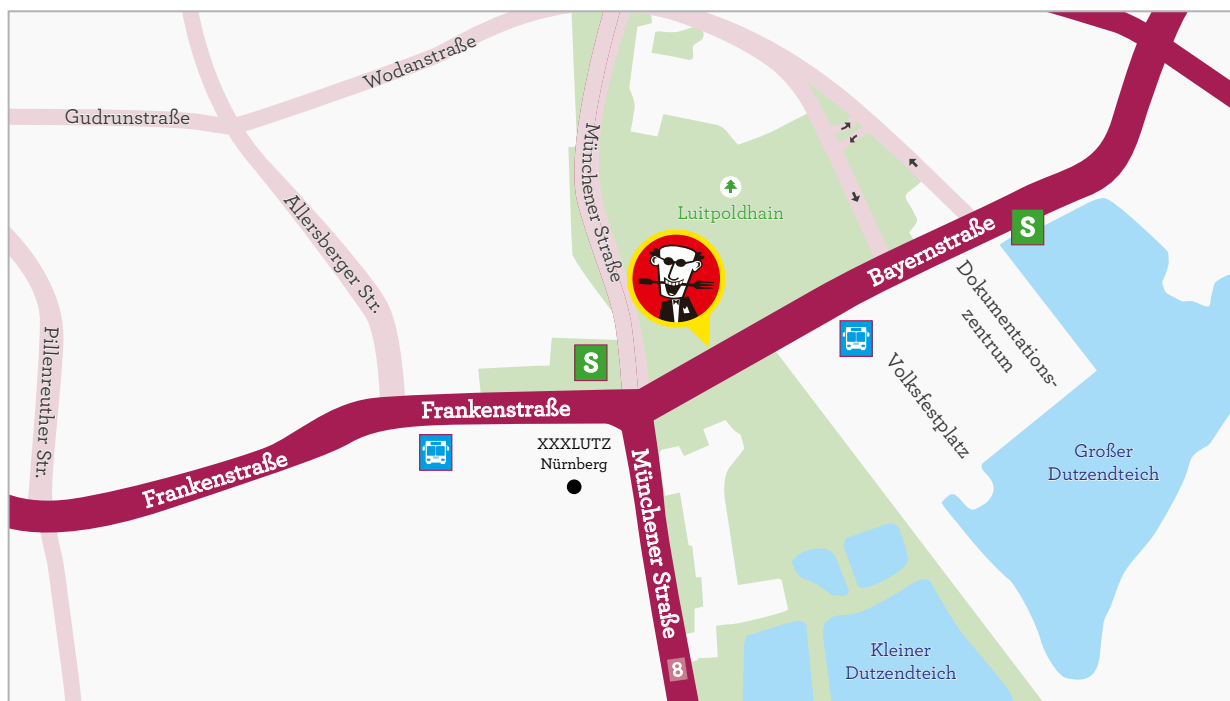 Wodanstraße
Gudrunstraße
Münchener Straße
Allersberger Str.
Luitpoldhain
Bayernstraße
S
Dokumentations-
zentrum
Pillenreuther Str.
S
Volksfestplatz
Frankenstraße
XXXLUTZ
Nürnberg
Frankenstraße
Münchener Straße
Großer
Dutzendteich
Kleiner
Dutzendteich
8